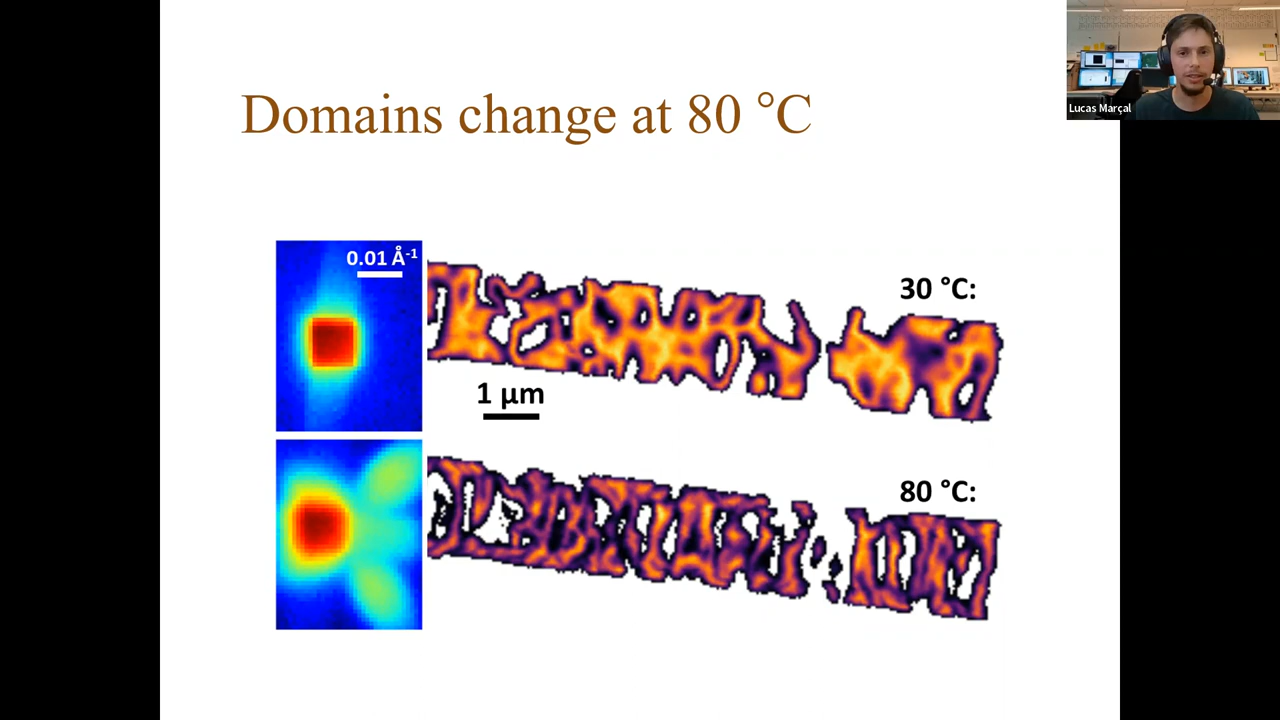 Domains change at 80 °C
Lucas Marçal
0.01 Å-1
30 °C:
1 µm
80 °C: